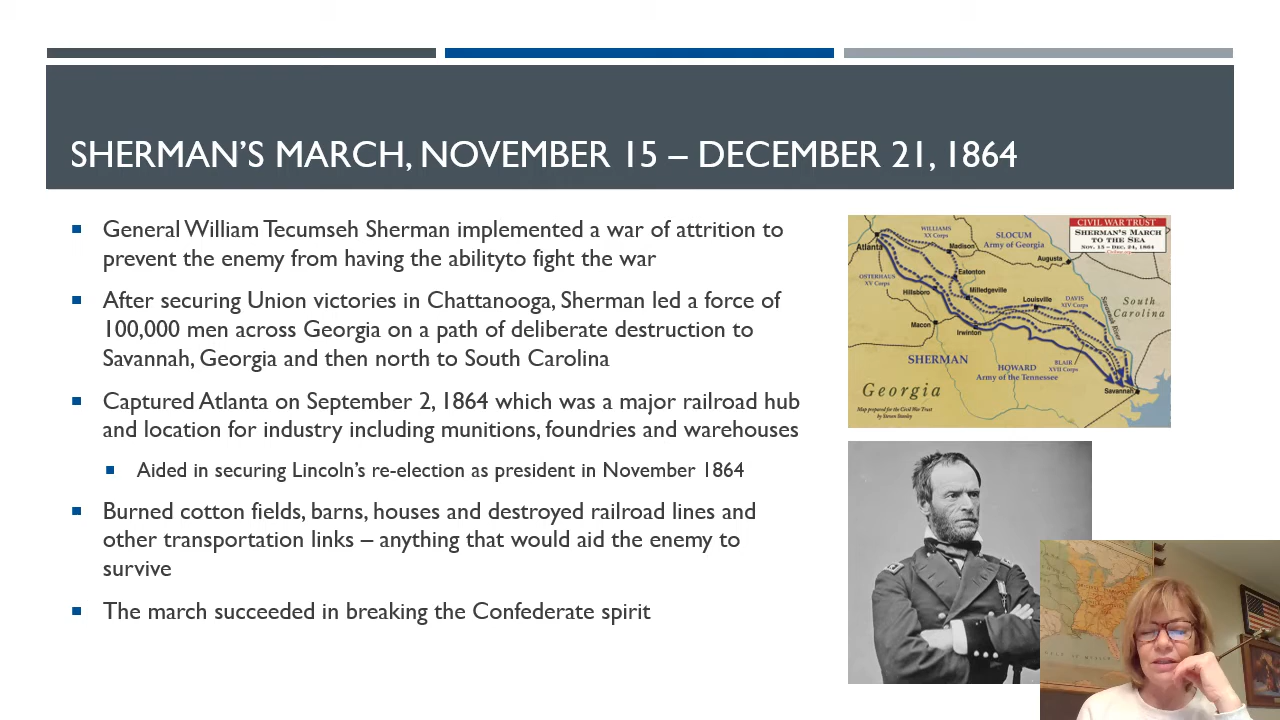 SHERMAN'S MARCH, NOVEMBER 15 – DECEMBER 21, 1864
General William Tecumseh Sherman implemented a war of attrition to
prevent the enemy from having the abilityto fight the war
After securing Union victories in Chattanooga, Sherman led a force of
100,000 men across Georgia on a path of deliberate destruction to
Savannah, Georgia and then north to South Carolina
Captured Atlanta on September 2, 1864 which was a major railroad hub
and location for industry including munitions, foundries and warehouses
Aided in securing Lincoln's re-election as president in November 1864
Burned cotton fields, barns, houses and destroyed railroad lines and
other transportation links – anything that would aid the enemy to
survive
The march succeeded in breaking the Confederate spirit
CIVIL WAR TRUST
SHERMAN'S MARCH
TO THE SEA
NOV. 15 – DEC. 24, 1864
WILLIAMS
XX Corps
SLOCUM
Army of Georgia
Atlanta
Madison
Augusta
OSTERHAUS
XV Corps
Eatonton
Hillsboro
Milledgeville
Louisville
DAVIS
XIV Corps
Savannah River
South
Carolina
Macon
Irwinton
SHERMAN
HOWARD
Army of the Tennessee
BLAIR
XVII Corps
Savannah
Georgia
Map prepared for the Civil War Trust
by Steven Stanley
GULF OF MEXICO